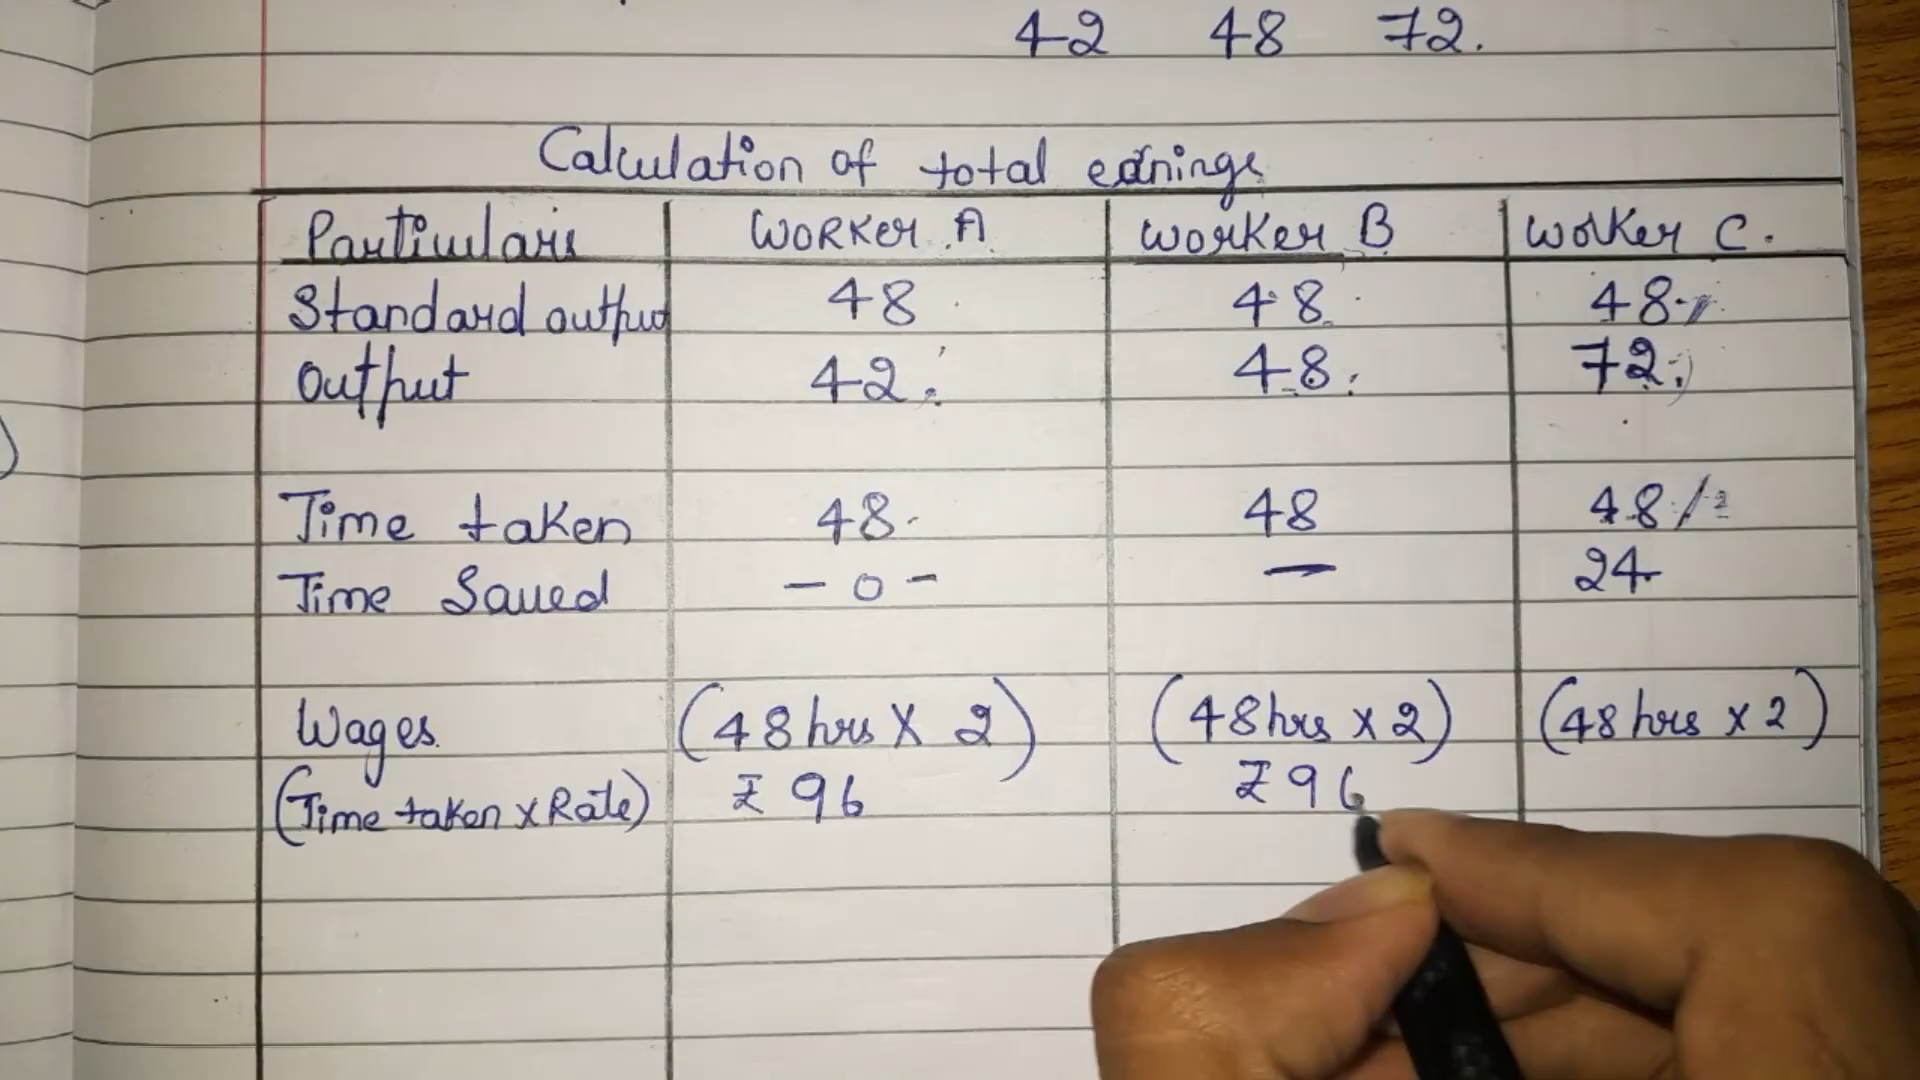 42 48 72.
Calculation of total earnings
Particulars WORKer A Worker B Worker C.
Standard output 48 48 48
Output 42 48 72
Time taken 48 48 48
Time Saved - 0 - — 24
Wages. (48 hrs X 2) (48 hrs x 2) (48 hrs x 2)
(Time taken x Rate) ₹ 96 ₹ 96